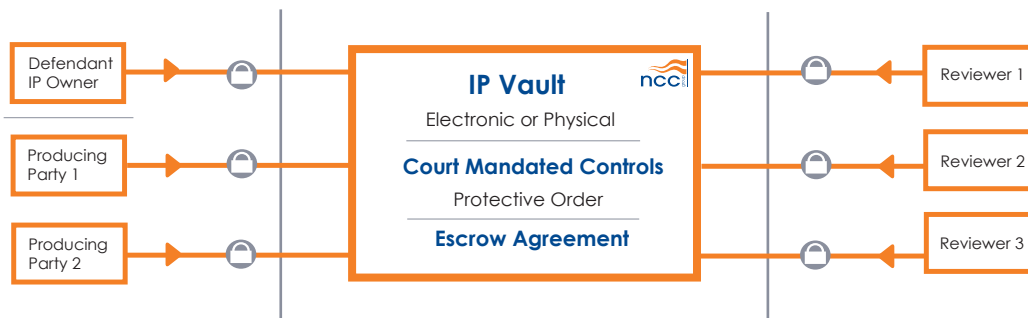 Defendant
IP Owner
Producing
Party 1
Producing
Party 2
IP Vault
Electronic or Physical
Court Mandated Controls
Protective Order
Escrow Agreement
ncc
group
Reviewer 1
Reviewer 2
Reviewer 3